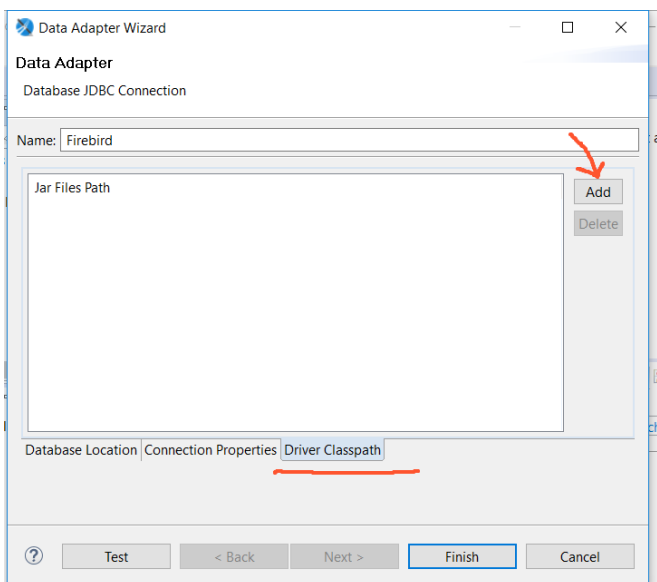 Data Adapter Wizard
Data Adapter
Database JDBC Connection
Name: Firebird
Jar Files Path
Add
Delete
Database Location Connection Properties Driver Classpath
? Test < Back Next > Finish Cancel